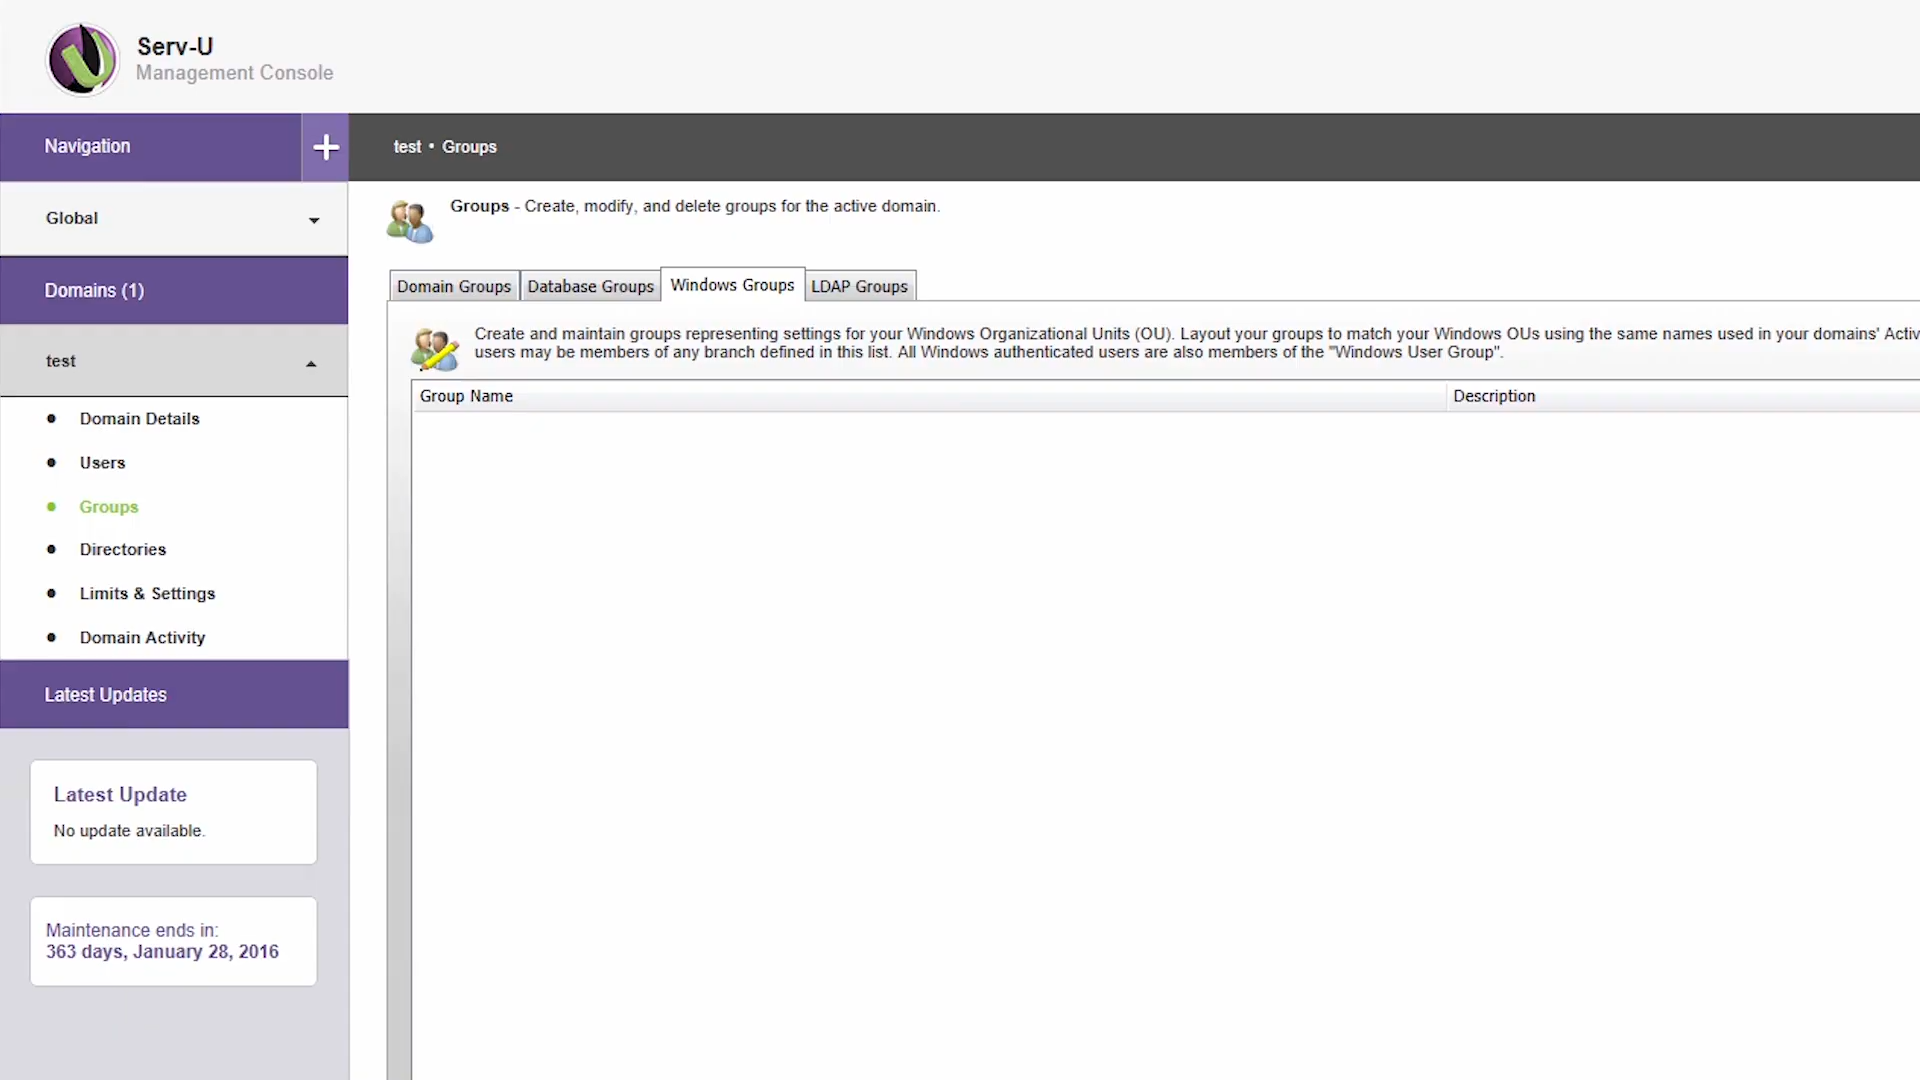 Serv-U
Management Console
Navigation
test • Groups
Global
Groups - Create, modify, and delete groups for the active domain.
Domains (1)
Domain Groups
Database Groups
Windows Groups
LDAP Groups
Create and maintain groups representing settings for your Windows Organizational Units (OU). Layout your groups to match your Windows OUs using the same names used in your domains' Activ
users may be members of any branch defined in this list. All Windows authenticated users are also members of the "Windows User Group".
test
Group Name
Description
Domain Details
Users
Groups
Directories
Limits & Settings
Domain Activity
Latest Updates
Latest Update
No update available.
Maintenance ends in:
363 days, January 28, 2016